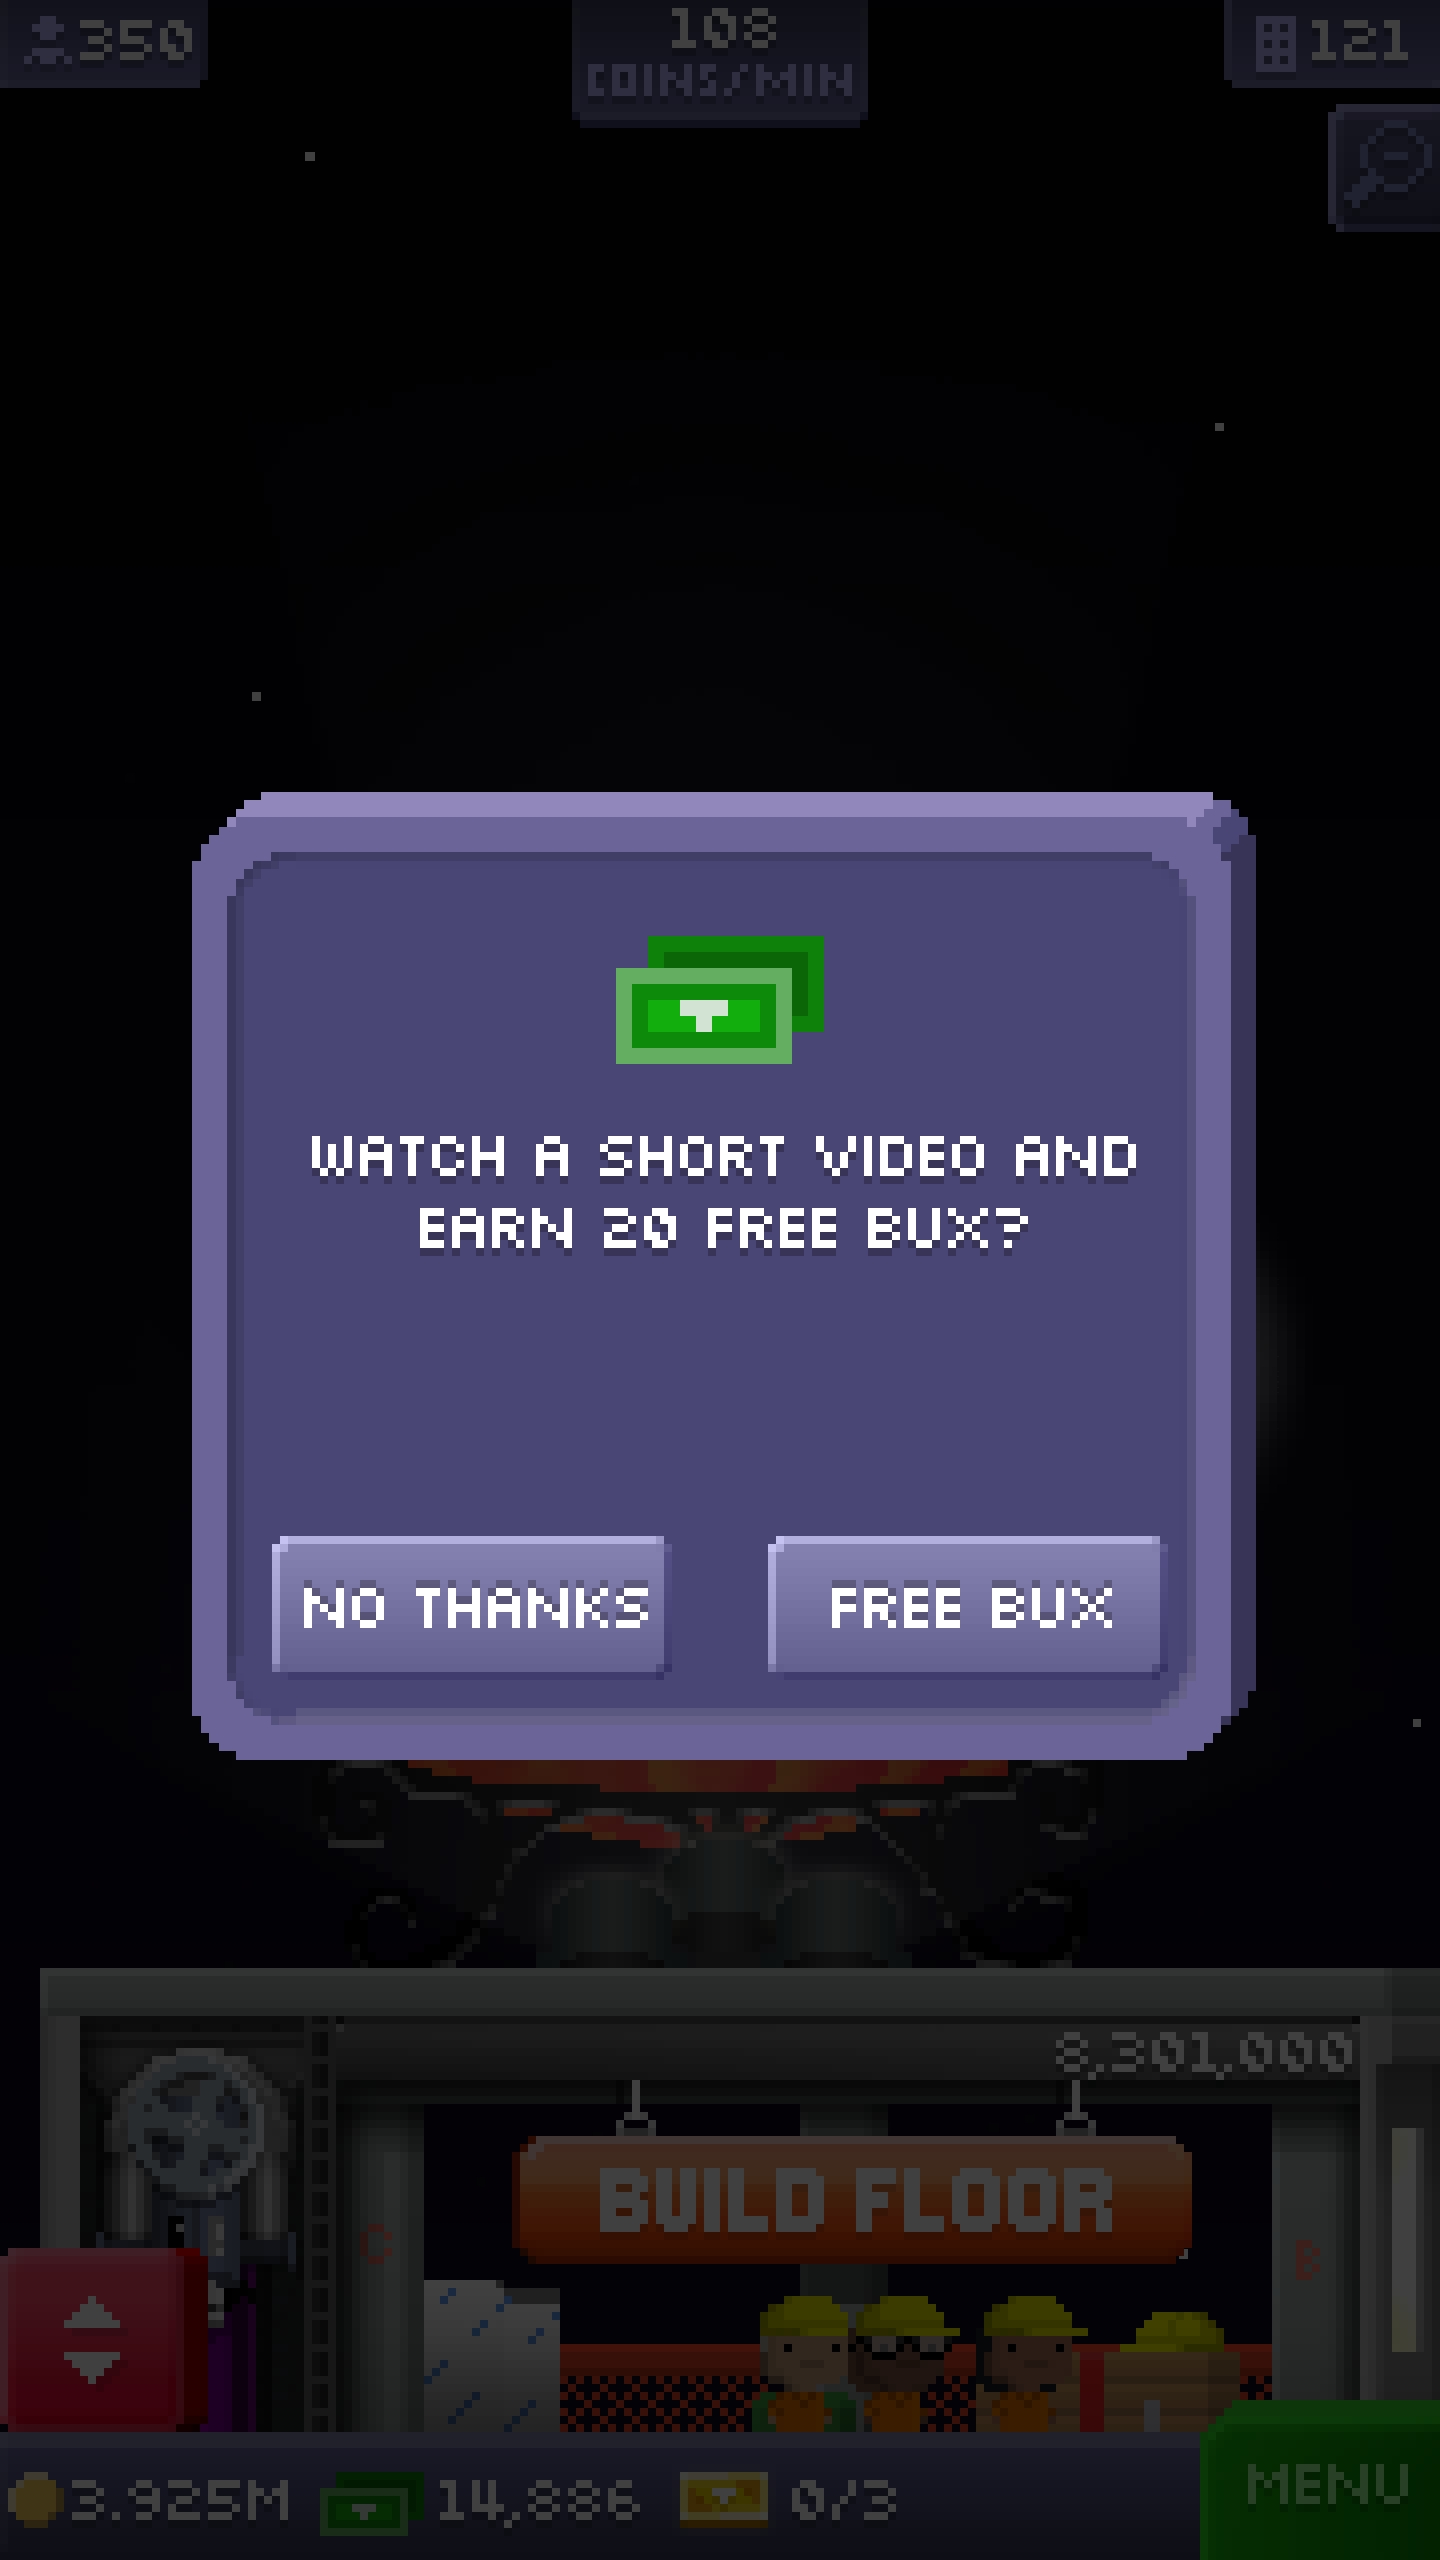 350
108
COINS/MIN
121
WATCH A SHORT VIDEO AND
EARN 20 FREE BUX?
NO THANKS
FREE BUX
8,301,000
BUILD FLOOR
C
B
3.925M
14,886
0/3
MENU